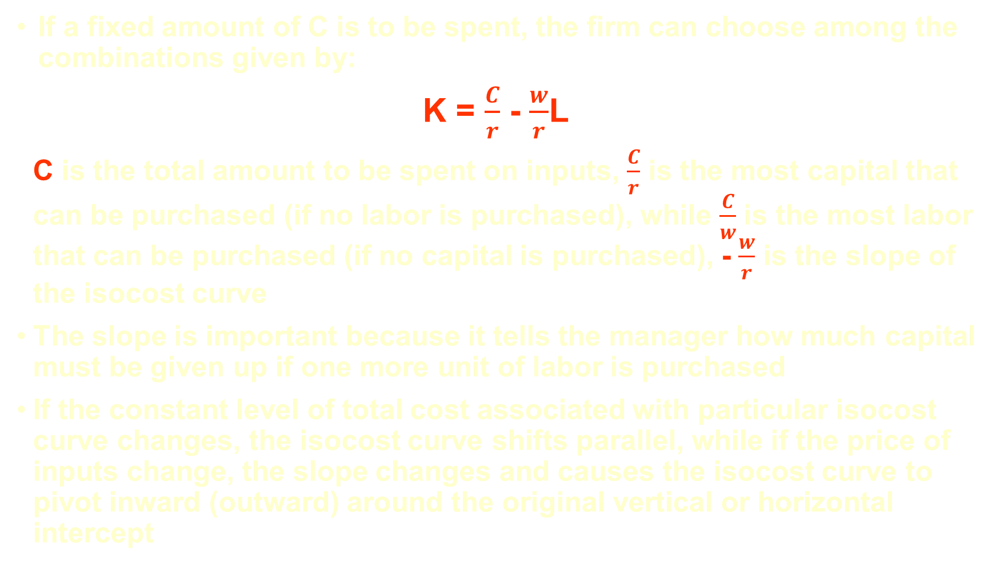 • If a fixed amount of C is to be spent, the firm can choose among the
combinations given by:
K = C/r - w/r L
C is the total amount to be spent on inputs, C/r is the most capital that
can be purchased (if no labor is purchased), while C/w is the most labor
that can be purchased (if no capital is purchased), - w/r is the slope of
the isocost curve
• The slope is important because it tells the manager how much capital
must be given up if one more unit of labor is purchased
• If the constant level of total cost associated with particular isocost
curve changes, the isocost curve shifts parallel, while if the price of
inputs change, the slope changes and causes the isocost curve to
pivot inward (outward) around the original vertical or horizontal
intercept